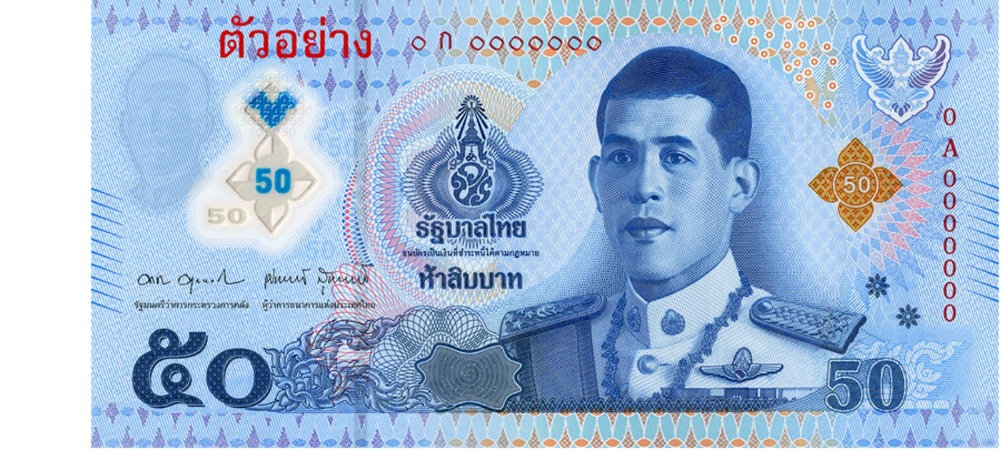 ตัวอย่าง
๐ ก ๐๐๐๐๐๐๐
50
50
รัฐบาลไทย
ธนบัตรเป็นเงินที่ชำระหนี้ได้ตามกฎหมาย
ห้าสิบบาท
50
0 A 0000000
รัฐมนตรีว่าการกระทรวงการคลัง
ผู้ว่าการธนาคารแห่งประเทศไทย
๕๐
50